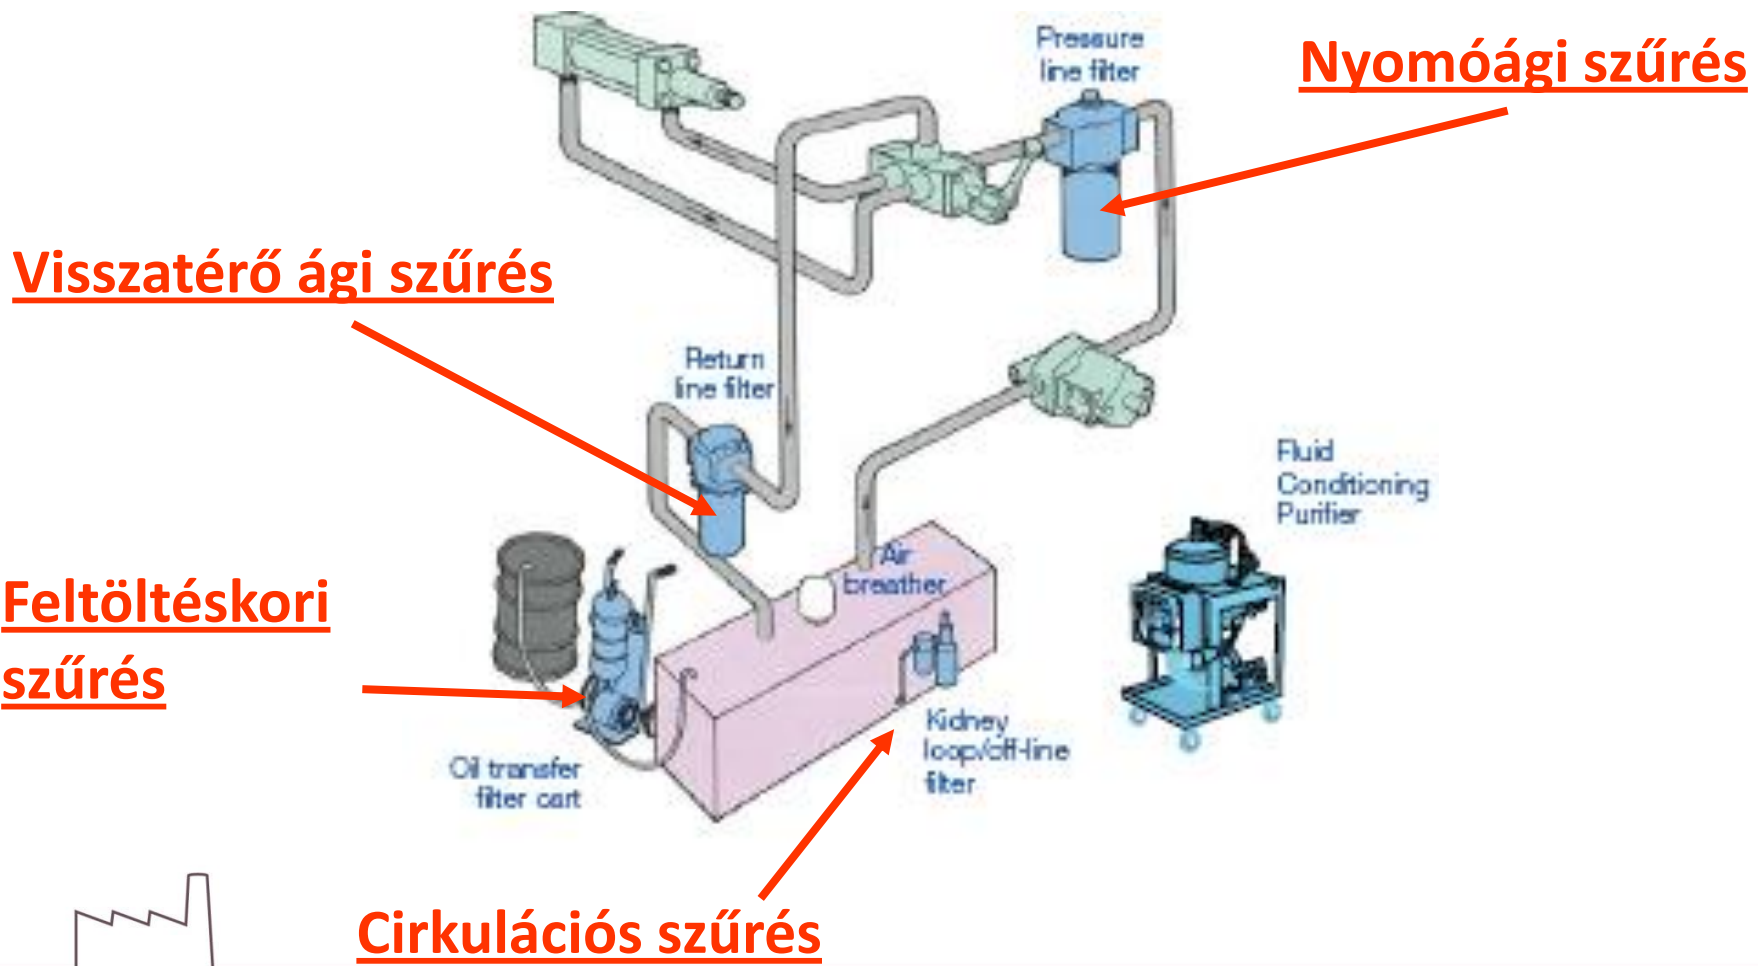 Pressure
line filter
Nyomóági szűrés
Visszatérő ági szűrés
Return
line filter
Fluid
Conditioning
Purifier
Air
breather
Feltöltéskori
szűrés
Kidney
loop/off-line
filter
Oil transfer
filter cart
Cirkulációs szűrés